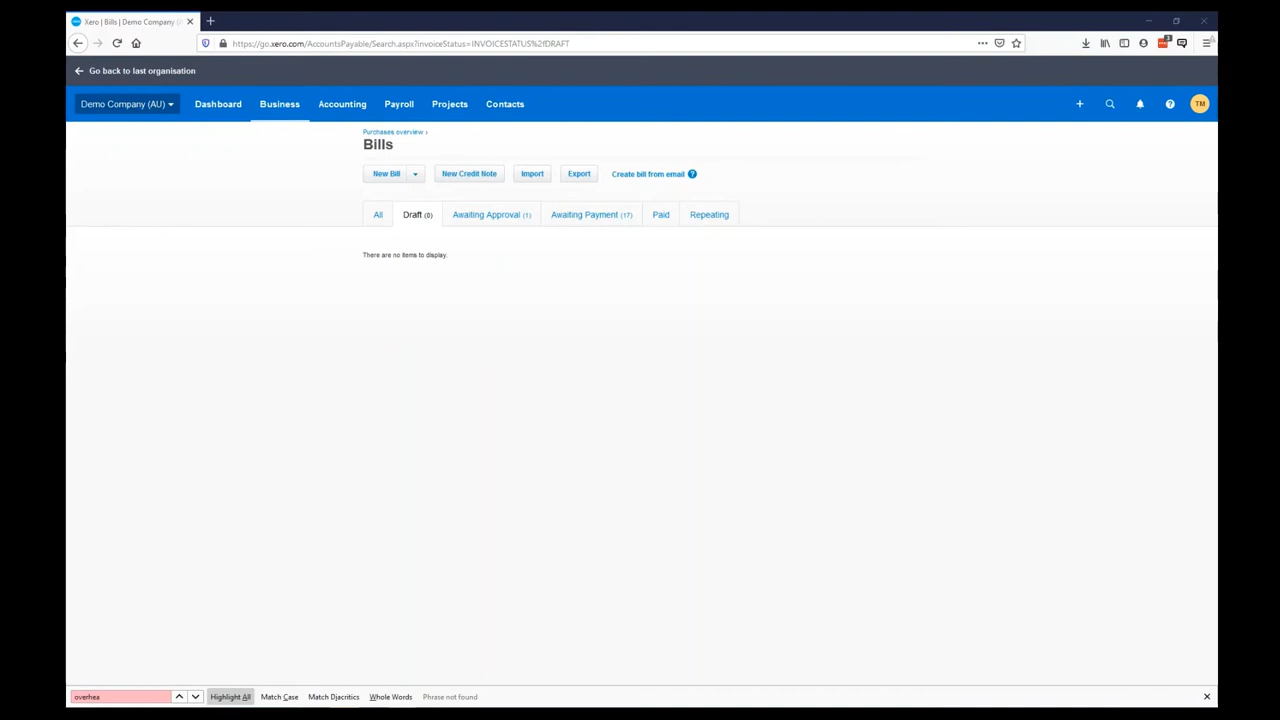 Xero | Bills | Demo Company (
https://go.xero.com/AccountsPayable/Search.aspx?invoiceStatus=INVOICESTATUS%2fDRAFT
3
Go back to last organisation
Demo Company (AU) Dashboard Business Accounting Payroll Projects Contacts TM
Purchases overview ›
Bills
New Bill New Credit Note Import Export Create bill from email ?
All Draft (0) Awaiting Approval (1) Awaiting Payment (17) Paid Repeating
There are no items to display.
overhea Highlight All Match Case Match Diacritics Whole Words Phrase not found